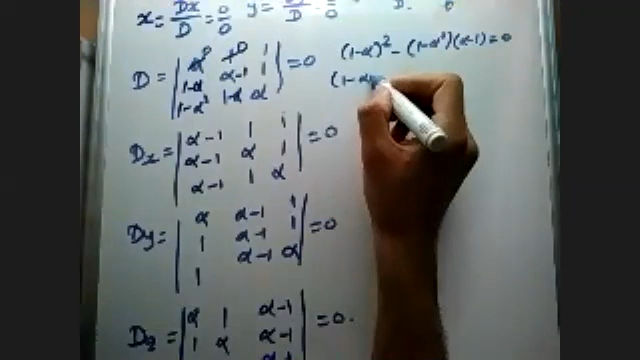 x = Dx/D = 0/0 y = /D = 0 D. 0
D = | 0 0 1 | = 0 (1-α)² - (1-α²)(α-1) = 0
| 1-α α-1 1 | (1-α
| 1-α² 1-α α |
Dx = | α-1 1 1 | = 0
| α-1 α 1 |
| α-1 1 α |
Dy = | α α-1 1 | = 0
| 1 α-1 1 |
| 1 α-1 α |
Dz = | α 1 α-1 | = 0.
| 1 α α-1 |